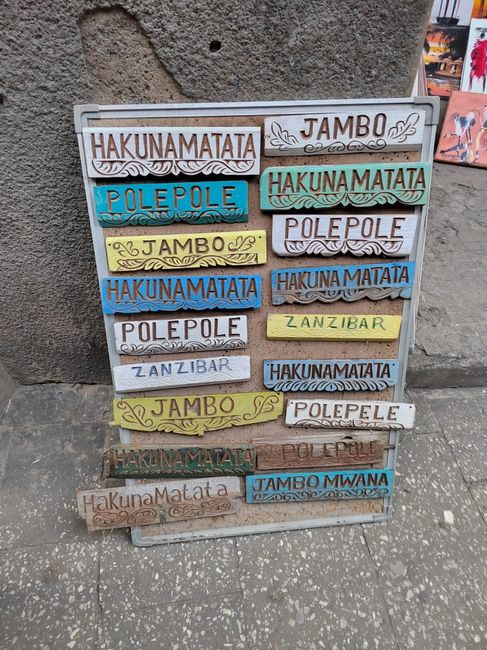 HAKUNAMATATA
JAMBO
POLEPOLE
HAKUNAMATATA
JAMBO
POLEPOLE
HAKUNAMATATA
HAKUNA MATATA
POLEPOLE
ZANZIBAR
ZANZIBAR
HAKUNAMATATA
JAMBO
POLEPELE
HAKUNAMATATA
POLEPOLE
HaKunaMatata
JAMBO MWANA